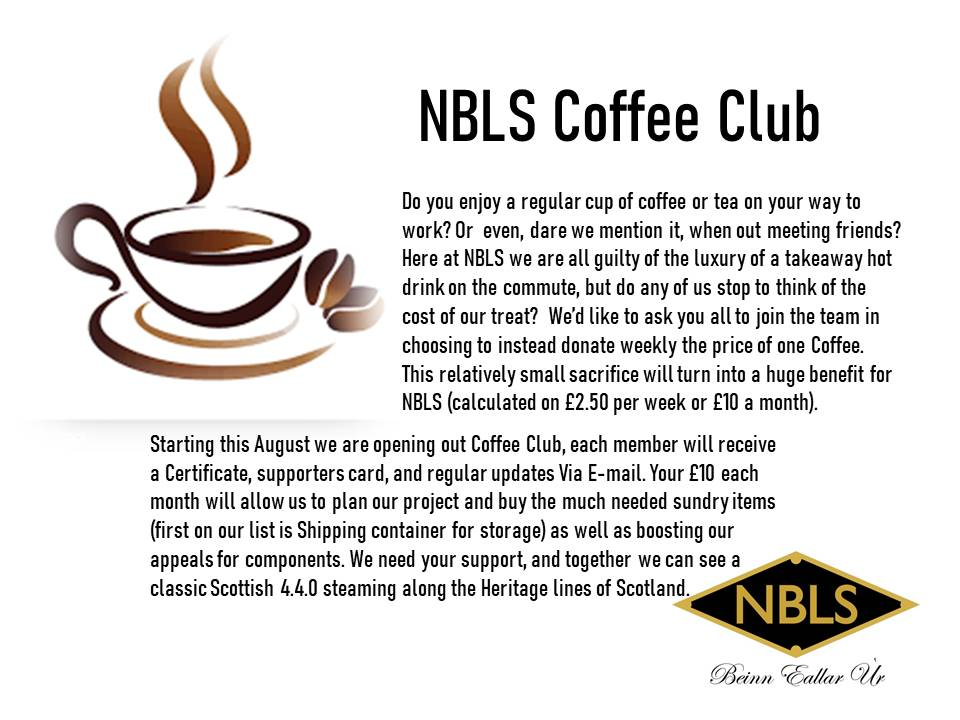 NBLS Coffee Club
Do you enjoy a regular cup of coffee or tea on your way to
work? Or even, dare we mention it, when out meeting friends?
Here at NBLS we are all guilty of the luxury of a takeaway hot
drink on the commute, but do any of us stop to think of the
cost of our treat? We'd like to ask you all to join the team in
choosing to instead donate weekly the price of one Coffee.
This relatively small sacrifice will turn into a huge benefit for
NBLS (calculated on £2.50 per week or £10 a month).
Starting this August we are opening out Coffee Club, each member will receive
a Certificate, supporters card, and regular updates Via E-mail. Your £10 each
month will allow us to plan our project and buy the much needed sundry items
(first on our list is Shipping container for storage) as well as boosting our
appeals for components. We need your support, and together we can see a
classic Scottish 4.4.0 steaming along the Heritage lines of Scotland.
NBLS
Beinn Eallar Ùr